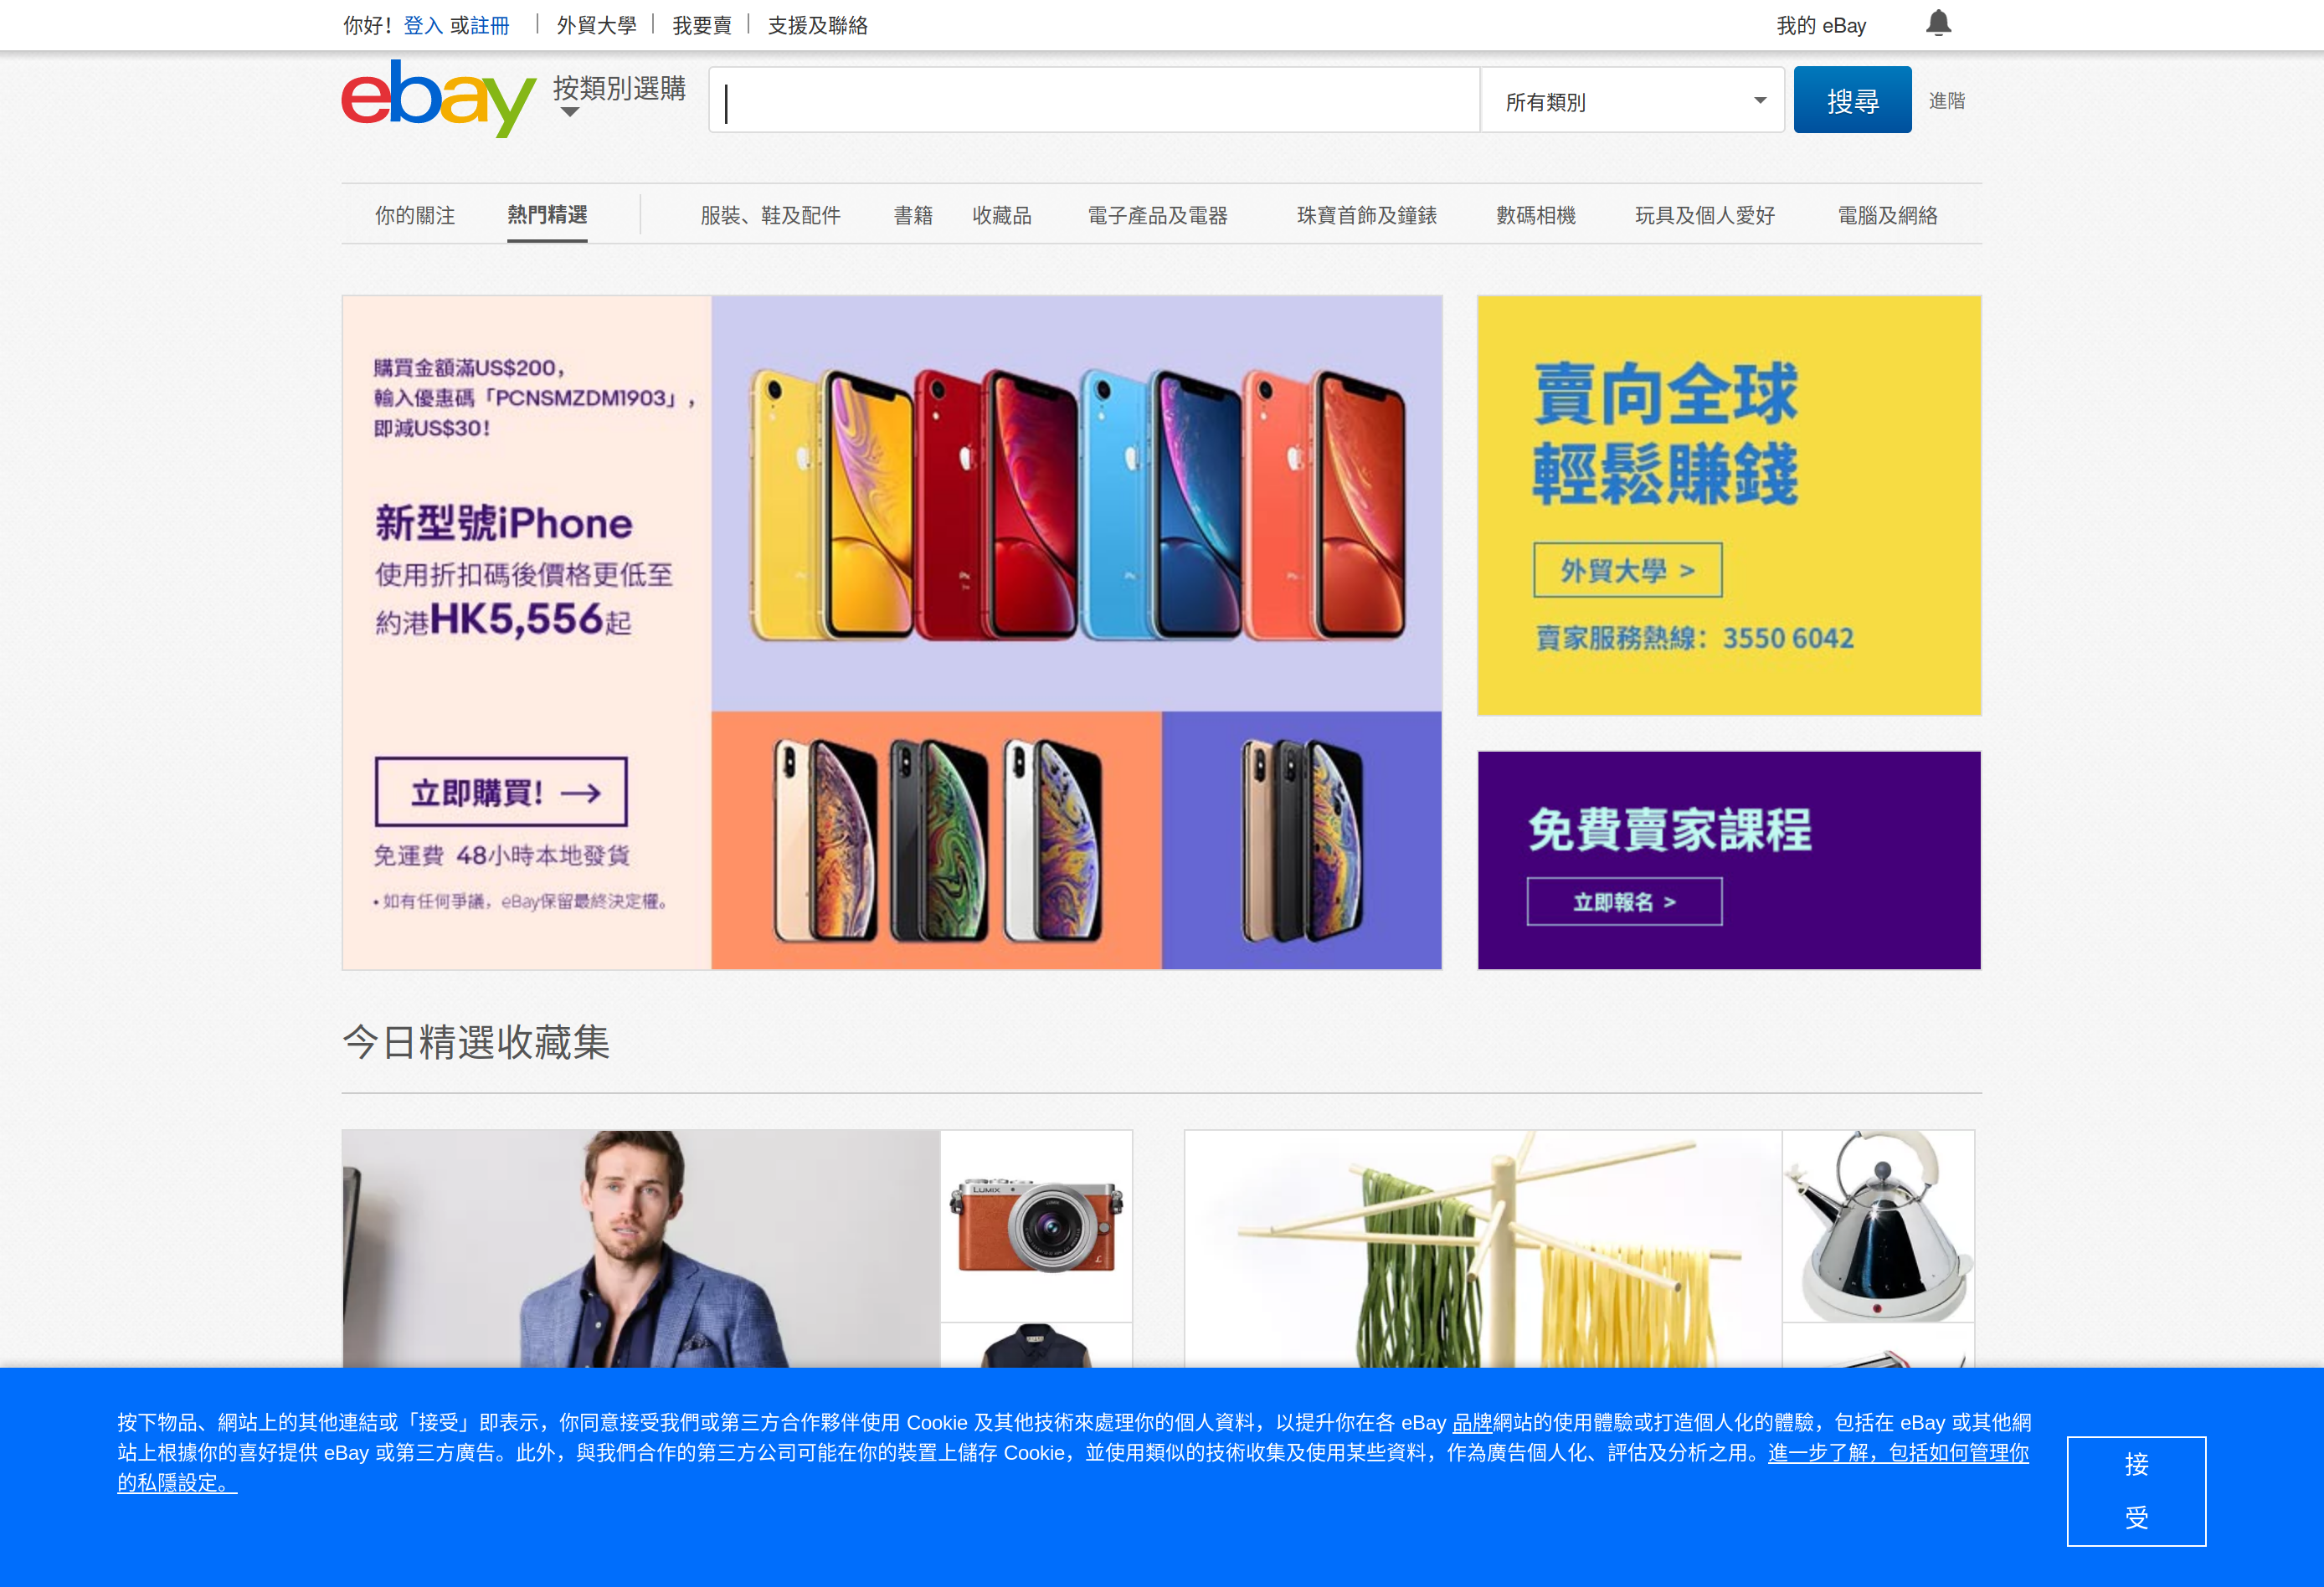 你好！登入 或註冊 外貿大學 我要賣 支援及聯絡 我的 eBay
ebay 按類別選購 所有類別 搜尋 進階
你的關注 熱門精選 服裝、鞋及配件 書籍 收藏品 電子產品及電器 珠寶首飾及鐘錶 數碼相機 玩具及個人愛好 電腦及網絡
購買金額滿US$200，
輸入優惠碼「PCNSMZDM1903」，
即減US$30！
新型號iPhone
使用折扣碼後價格更低至
約港HK5,556起
立即購買！
免運費 48小時本地發貨
• 如有任何爭議，eBay保留最終決定權。
賣向全球
輕鬆賺錢
外貿大學 >
賣家服務熱線：3550 6042
免費賣家課程
立即報名 >
今日精選收藏集
LUMIX
按下物品、網站上的其他連結或「接受」即表示，你同意接受我們或第三方合作夥伴使用 Cookie 及其他技術來處理你的個人資料，以提升你在各 eBay 品牌網站的使用體驗或打造個人化的體驗，包括在 eBay 或其他網
站上根據你的喜好提供 eBay 或第三方廣告。此外，與我們合作的第三方公司可能在你的裝置上儲存 Cookie，並使用類似的技術收集及使用某些資料，作為廣告個人化、評估及分析之用。進一步了解，包括如何管理你
的私隱設定。
接
受